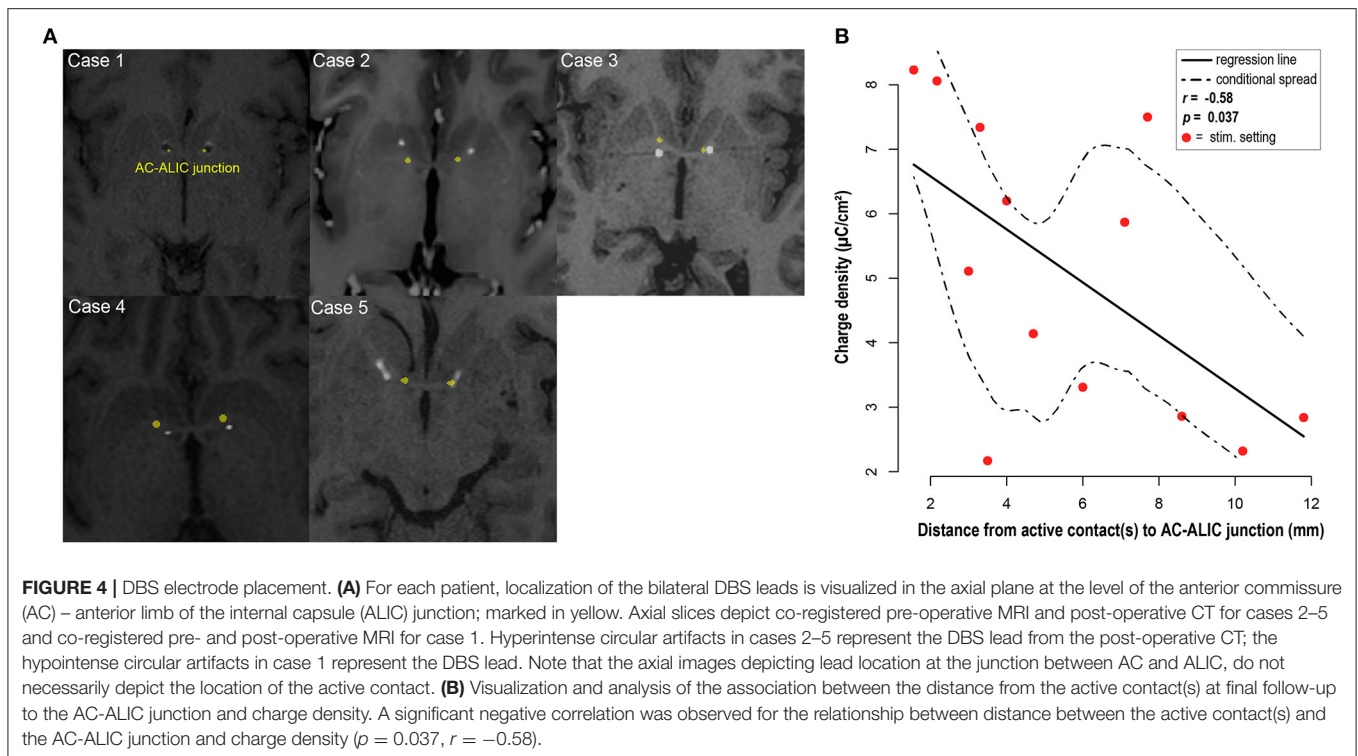 A
Case 1
Case 2
Case 3
AC-ALIC junction
Case 4
Case 5
B
regression line
conditional spread
r = -0.58
p = 0.037
= stim. setting
Charge density (µC/cm²)
8
7
6
5
4
3
2
2 4 6 8 10 12
Distance from active contact(s) to AC-ALIC junction (mm)
FIGURE 4 | DBS electrode placement. (A) For each patient, localization of the bilateral DBS leads is visualized in the axial plane at the level of the anterior commissure
(AC) – anterior limb of the internal capsule (ALIC) junction; marked in yellow. Axial slices depict co-registered pre-operative MRI and post-operative CT for cases 2–5
and co-registered pre- and post-operative MRI for case 1. Hyperintense circular artifacts in cases 2–5 represent the DBS lead from the post-operative CT; the
hypointense circular artifacts in case 1 represent the DBS lead. Note that the axial images depicting lead location at the junction between AC and ALIC, do not
necessarily depict the location of the active contact. (B) Visualization and analysis of the association between the distance from the active contact(s) at final follow-up
to the AC-ALIC junction and charge density. A significant negative correlation was observed for the relationship between distance between the active contact(s) and
the AC-ALIC junction and charge density (p = 0.037, r = −0.58).